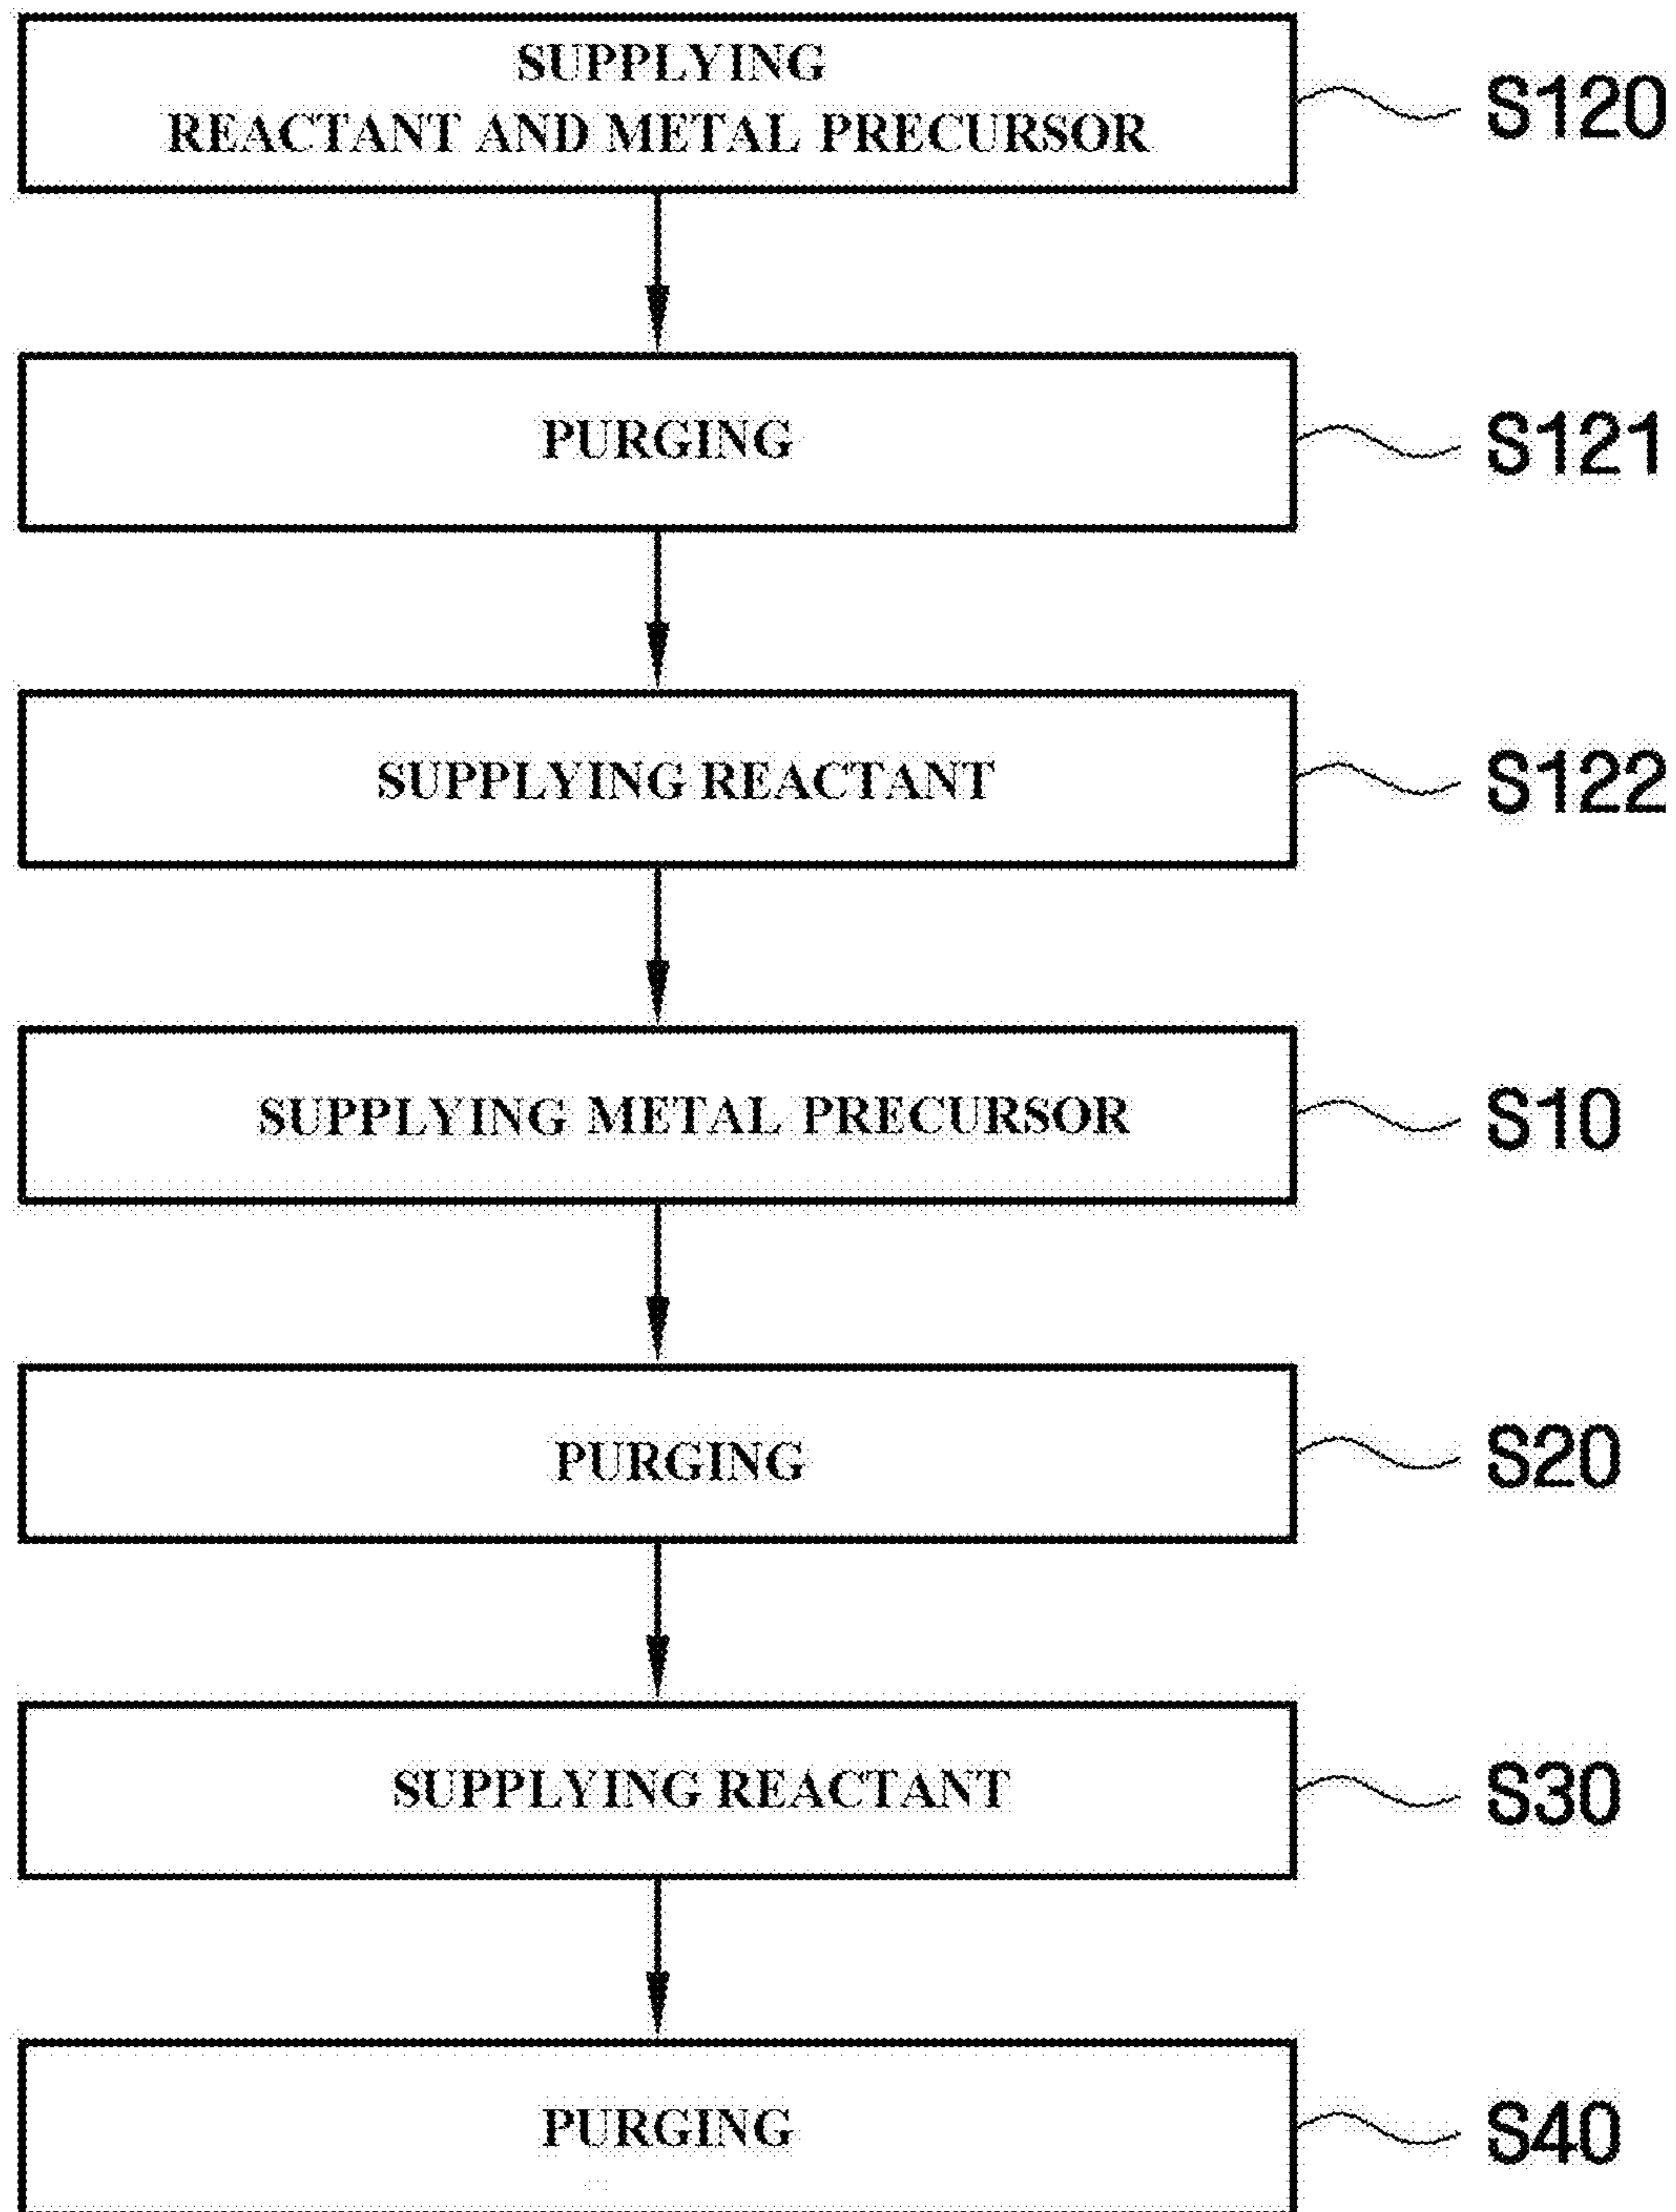 SUPPLYING
REACTANT AND METAL PRECURSOR
S120
PURGING
S121
SUPPLYING REACTANT
S122
SUPPLYING METAL PRECURSOR
S10
PURGING
S20
SUPPLYING REACTANT
S30
PURGING
S40